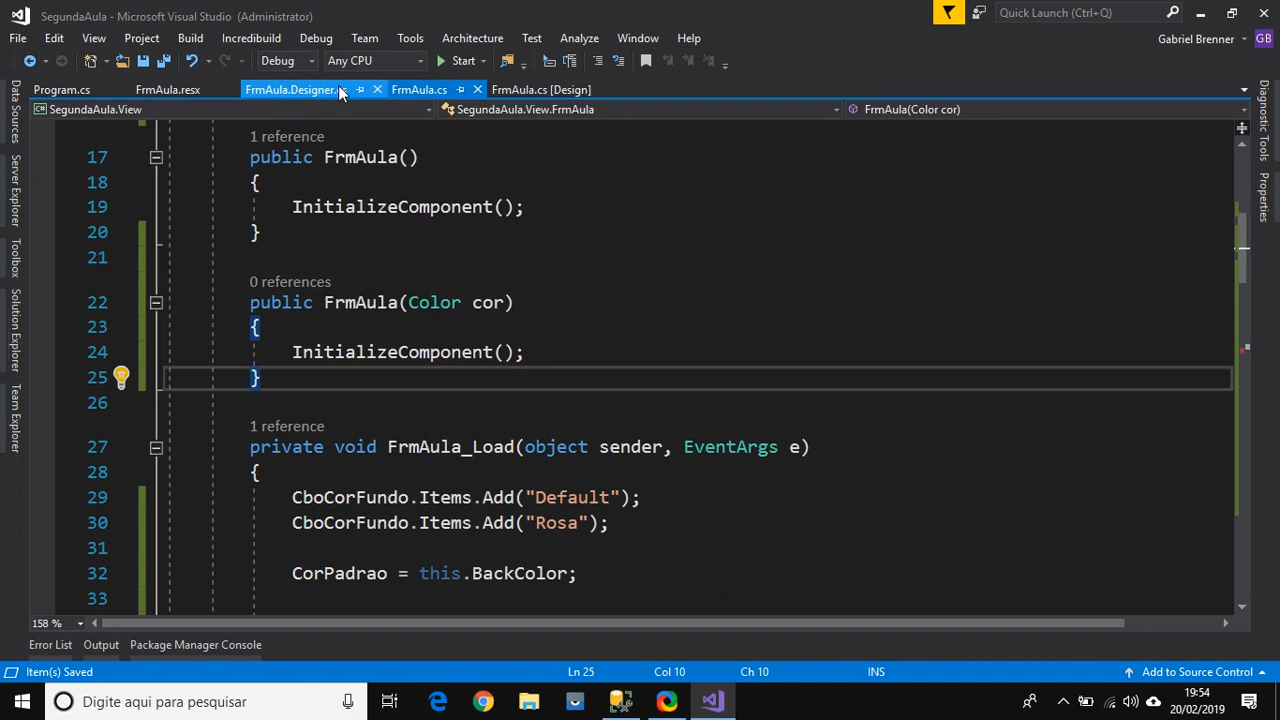 SegundaAula - Microsoft Visual Studio (Administrator)
Quick Launch (Ctrl+Q)
File Edit View Project Build Incredibuild Debug Team Tools Architecture Test Analyze Window Help
Gabriel Brenner GB
Debug Any CPU Start
Program.cs FrmAula.resx FrmAula.Designer.cs FrmAula.cs FrmAula.cs [Design]
SegundaAula.View SegundaAula.View.FrmAula FrmAula(Color cor)
Data Sources
Server Explorer
Toolbox
Solution Explorer
Team Explorer
Diagnostic Tools
Properties
1 reference
17 public FrmAula()
18 {
19 InitializeComponent();
20 }
21
0 references
22 public FrmAula(Color cor)
23 {
24 InitializeComponent();
25 }
26
1 reference
27 private void FrmAula_Load(object sender, EventArgs e)
28 {
29 CboCorFundo.Items.Add("Default");
30 CboCorFundo.Items.Add("Rosa");
31
32 CorPadrao = this.BackColor;
33
158 %
Error List Output Package Manager Console
Item(s) Saved Ln 25 Col 10 Ch 10 INS Add to Source Control
Digite aqui para pesquisar
19:54
20/02/2019